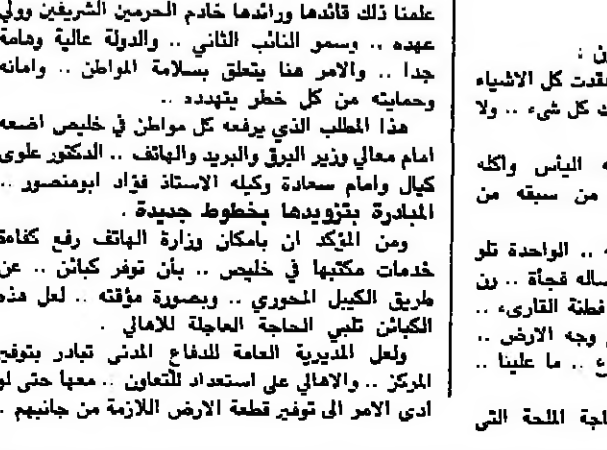 علمنا ذلك قائدها ورائدها خادم الحرمين الشريفين وولي
عهده .. وسمو النائب الثاني .. والدولة عالية وهامة
جدا .. والامر هنا يتعلق بسلامة المواطن .. وامانه
وحمايته من كل خطر يتهدده ..
هذا المطلب الذي يرفعه كل مواطن في خليص اضعه
امام معالي وزير البرق والبريد والهاتف .. الدكتور علوي
كيال وامام سعادة وكيله الاستاذ فؤاد ابومنصور ..
المبادرة بتزويدها بخطوط جديدة .
ومن المؤكد ان بامكان وزارة الهاتف رفع كفاءة
خدمات مكتبها في خليص .. بأن توفر كبائن .. عن
طريق الكيبل المحوري .. وبصورة مؤقته .. لعل هذه
الكبائن تلبي الحاجة العاجلة للاهالي .
ولعل المديرية العامة للدفاع المدني تبادر بتوفير
المركز .. والاهالي على استعداد للتعاون .. معها حتى لو
ادى الامر الى توفير قطعة الارض اللازمة من جانبهم .
ن :
فقدت كل الاشياء
ك كل شيء .. ولا
ه اليأس واكله
من سبقه من
ه .. الواحدة تلو
ساله فجأة .. رن
فطنة القارىء ..
وجه الارض ..
.. ما علينا ..
اجة الملحة التي